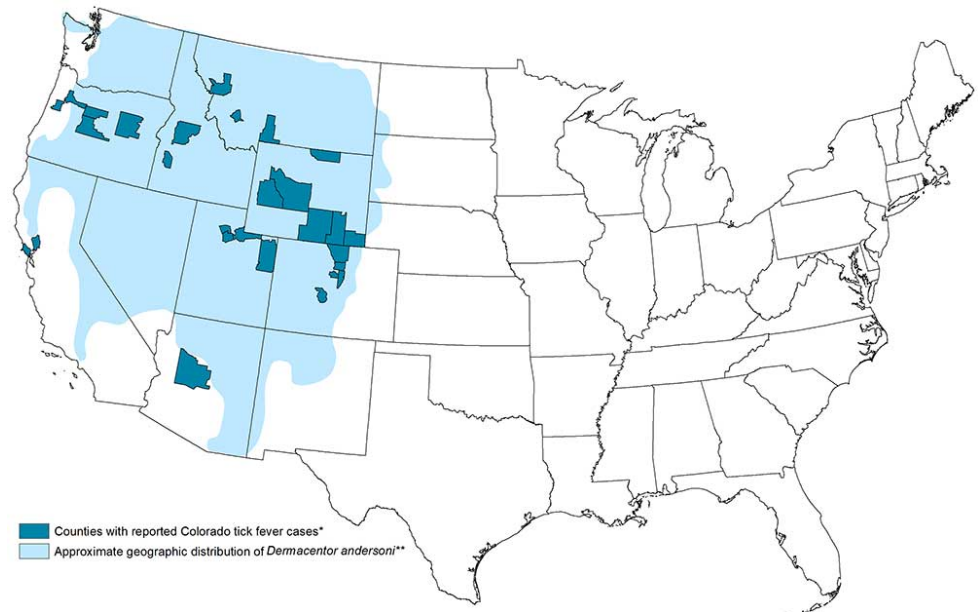 Counties with reported Colorado tick fever cases*
Approximate geographic distribution of Dermacentor andersoni**